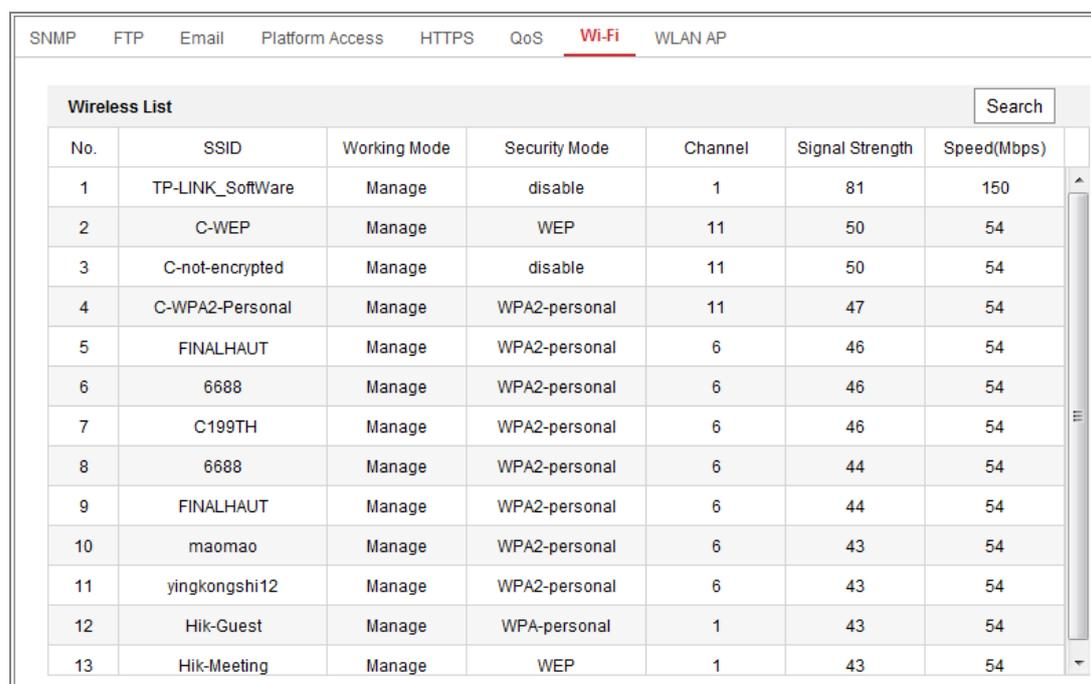 SNMP FTP Email Platform Access HTTPS QoS Wi-Fi WLAN AP
Wireless List Search
No. SSID Working Mode Security Mode Channel Signal Strength Speed(Mbps)
1 TP-LINK_SoftWare Manage disable 1 81 150
2 C-WEP Manage WEP 11 50 54
3 C-not-encrypted Manage disable 11 50 54
4 C-WPA2-Personal Manage WPA2-personal 11 47 54
5 FINALHAUT Manage WPA2-personal 6 46 54
6 6688 Manage WPA2-personal 6 46 54
7 C199TH Manage WPA2-personal 6 46 54
8 6688 Manage WPA2-personal 6 44 54
9 FINALHAUT Manage WPA2-personal 6 44 54
10 maomao Manage WPA2-personal 6 43 54
11 yingkongshi12 Manage WPA2-personal 6 43 54
12 Hik-Guest Manage WPA-personal 1 43 54
13 Hik-Meeting Manage WEP 1 43 54